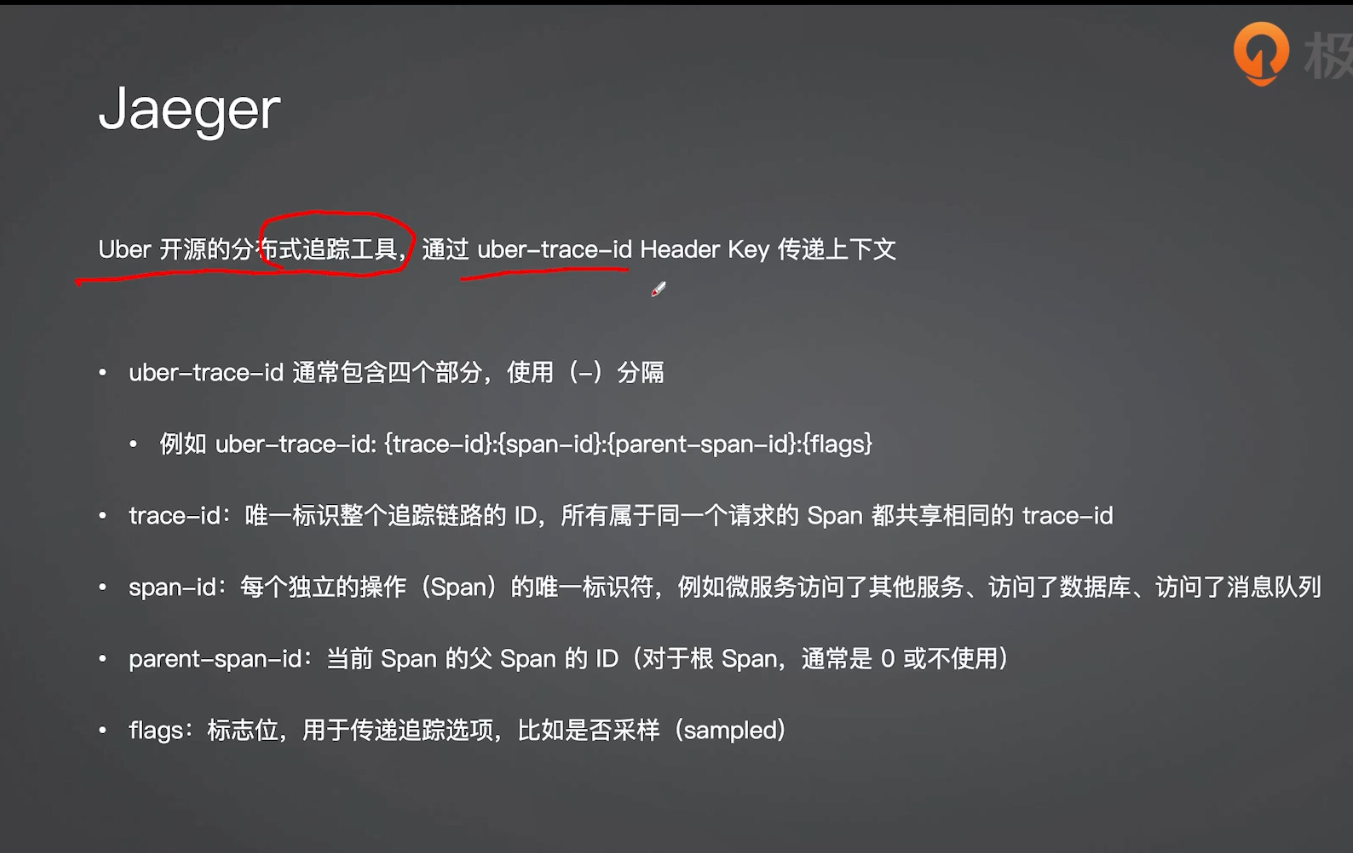 极
Jaeger
Uber 开源的分布式追踪工具，通过 uber-trace-id Header Key 传递上下文
• uber-trace-id 通常包含四个部分，使用（-）分隔
• 例如 uber-trace-id: {trace-id}:{span-id}:{parent-span-id}:{flags}
• trace-id：唯一标识整个追踪链路的 ID，所有属于同一个请求的 Span 都共享相同的 trace-id
• span-id：每个独立的操作（Span）的唯一标识符，例如微服务访问了其他服务、访问了数据库、访问了消息队列
• parent-span-id：当前 Span 的父 Span 的 ID（对于根 Span，通常是 0 或不使用）
• flags：标志位，用于传递追踪选项，比如是否采样（sampled）